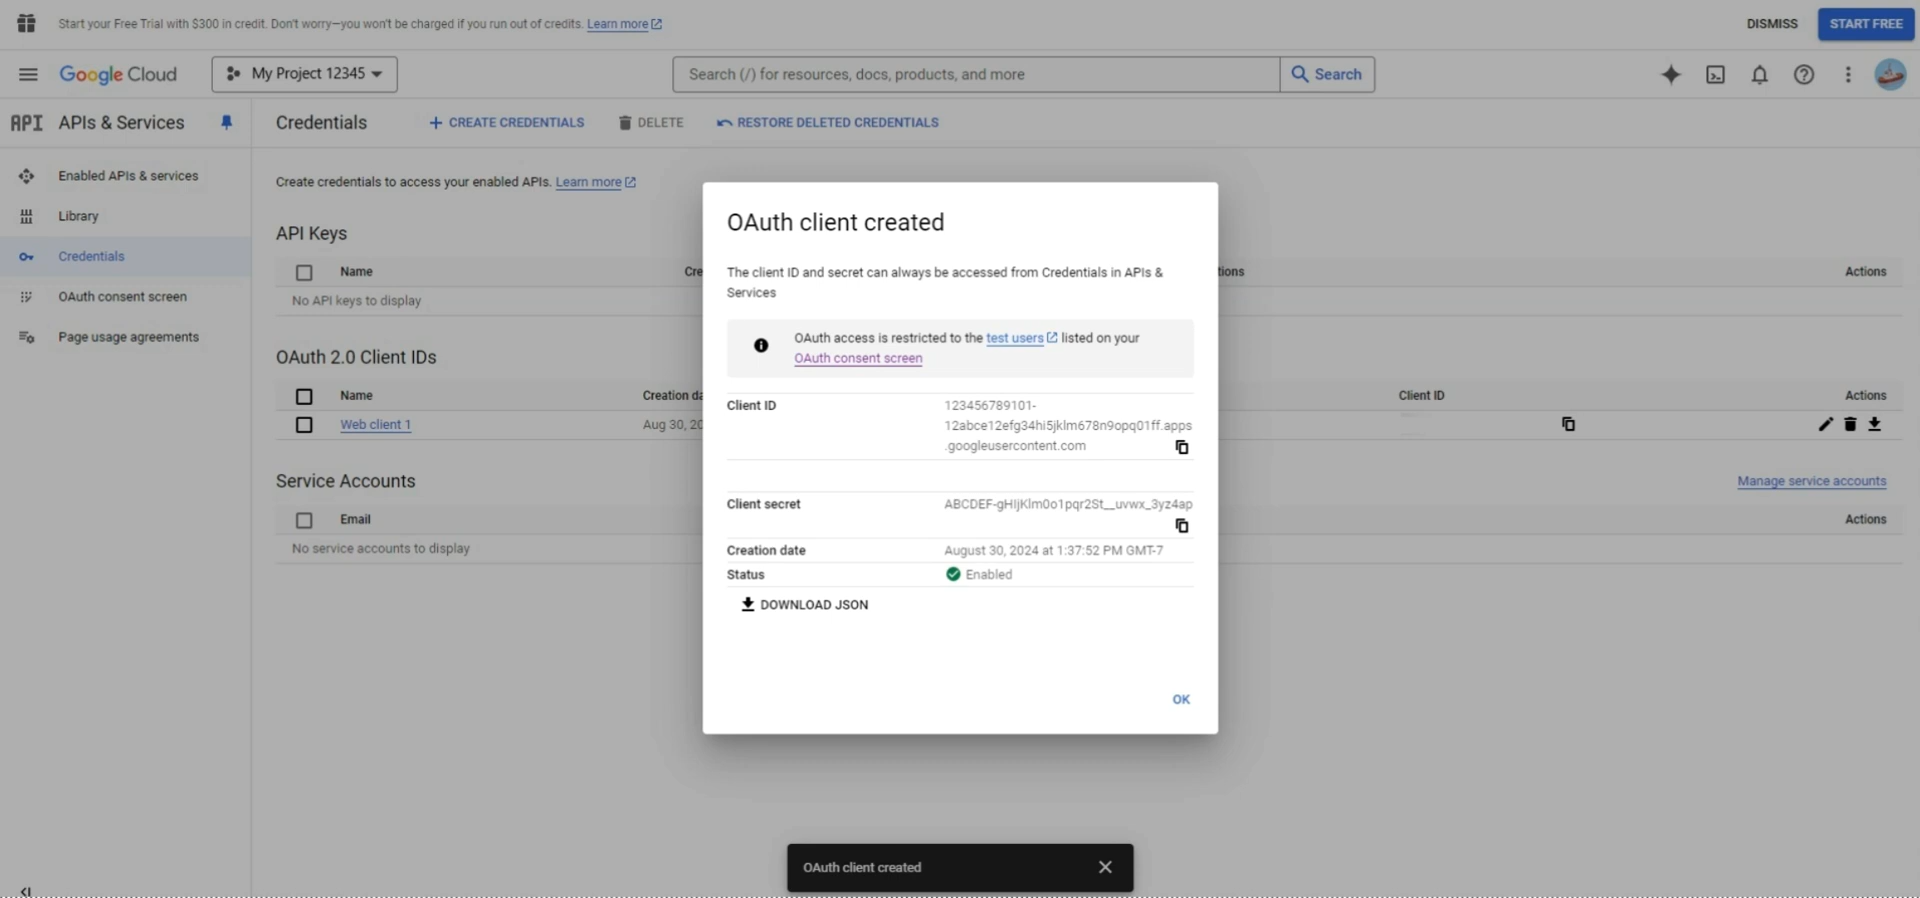 Start your Free Trial with $300 in credit. Don't worry—you won't be charged if you run out of credits. Learn more
DISMISS
START FREE
Google Cloud
My Project 12345
Search (/) for resources, docs, products, and more
Search
API APIs & Services
Credentials
+ CREATE CREDENTIALS
DELETE
RESTORE DELETED CREDENTIALS
Enabled APIs & services
Library
Credentials
OAuth consent screen
Page usage agreements
Create credentials to access your enabled APIs. Learn more
API Keys
Name
Cre
tions
Actions
No API keys to display
OAuth 2.0 Client IDs
Name
Creation da
Client ID
Actions
Web client 1
Aug 30, 20
Service Accounts
Manage service accounts
Email
Actions
No service accounts to display
OAuth client created
The client ID and secret can always be accessed from Credentials in APIs &
Services
OAuth access is restricted to the test users listed on your
OAuth consent screen
Client ID
123456789101-
12abce12efg34hi5jklm678n9opq01ff.apps
.googleusercontent.com
Client secret
ABCDEF-gHIjKlm0o1pqr2St__uvwx_3yz4ap
Creation date
August 30, 2024 at 1:37:52 PM GMT-7
Status
Enabled
DOWNLOAD JSON
OK
OAuth client created